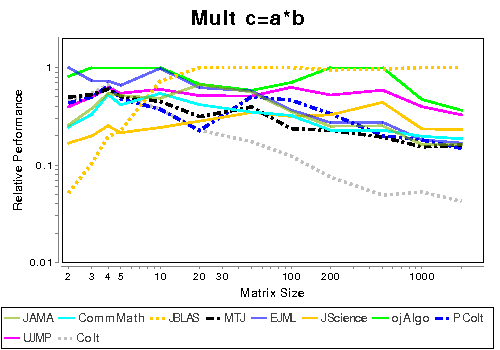 Mult c=a*b
Relative Performance
1
0.1
0.01
2 3 4 5 10 20 30 100 200 1000
Matrix Size
JAMA CommMath JBLAS MTJ EJML JScience ojAlgo PColt
UJMP Colt